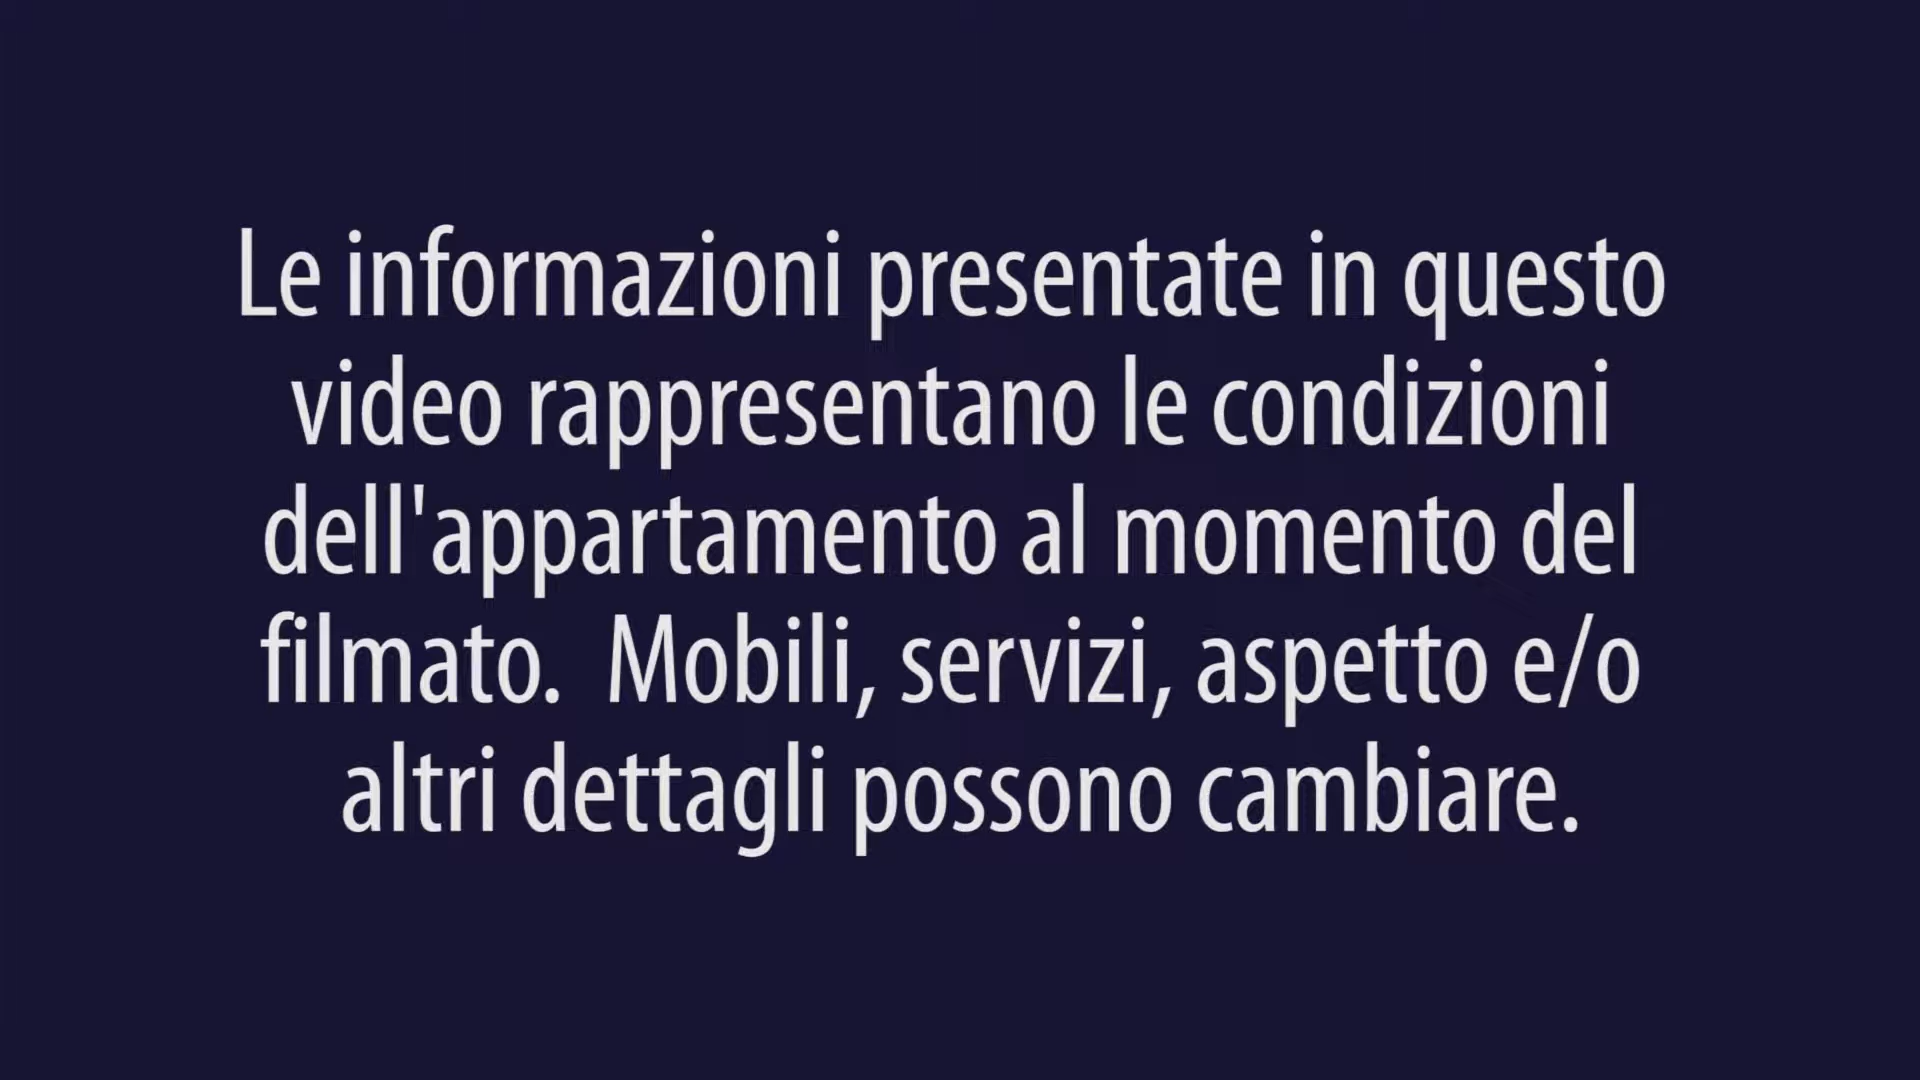 Le informazioni presentate in questo
video rappresentano le condizioni
dell'appartamento al momento del
filmato.  Mobili, servizi, aspetto e/o
altri dettagli possono cambiare.